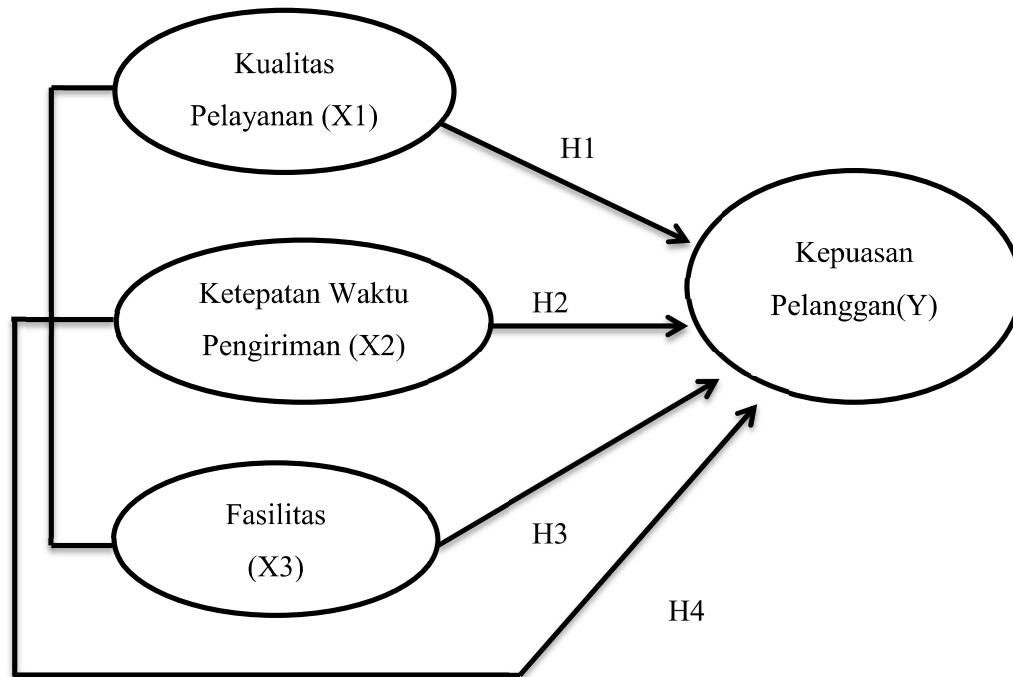 Kualitas
Pelayanan (X1)
H1
Kepuasan
Pelanggan(Y)
Ketepatan Waktu
Pengiriman (X2)
H2
Fasilitas
(X3)
H3
H4